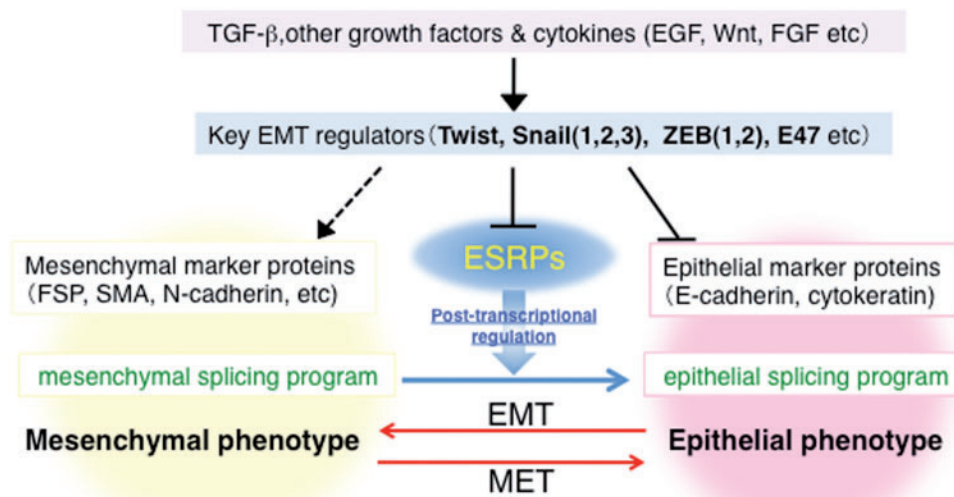 TGF-β,other growth factors & cytokines (EGF, Wnt, FGF etc)
Key EMT regulators(Twist, Snail(1,2,3), ZEB(1,2), E47 etc)
ESRPs
Mesenchymal marker proteins
(FSP, SMA, N-cadherin, etc)
Epithelial marker proteins
(E-cadherin, cytokeratin)
Post-transcriptional
regulation
mesenchymal splicing program
epithelial splicing program
EMT
Mesenchymal phenotype
Epithelial phenotype
MET